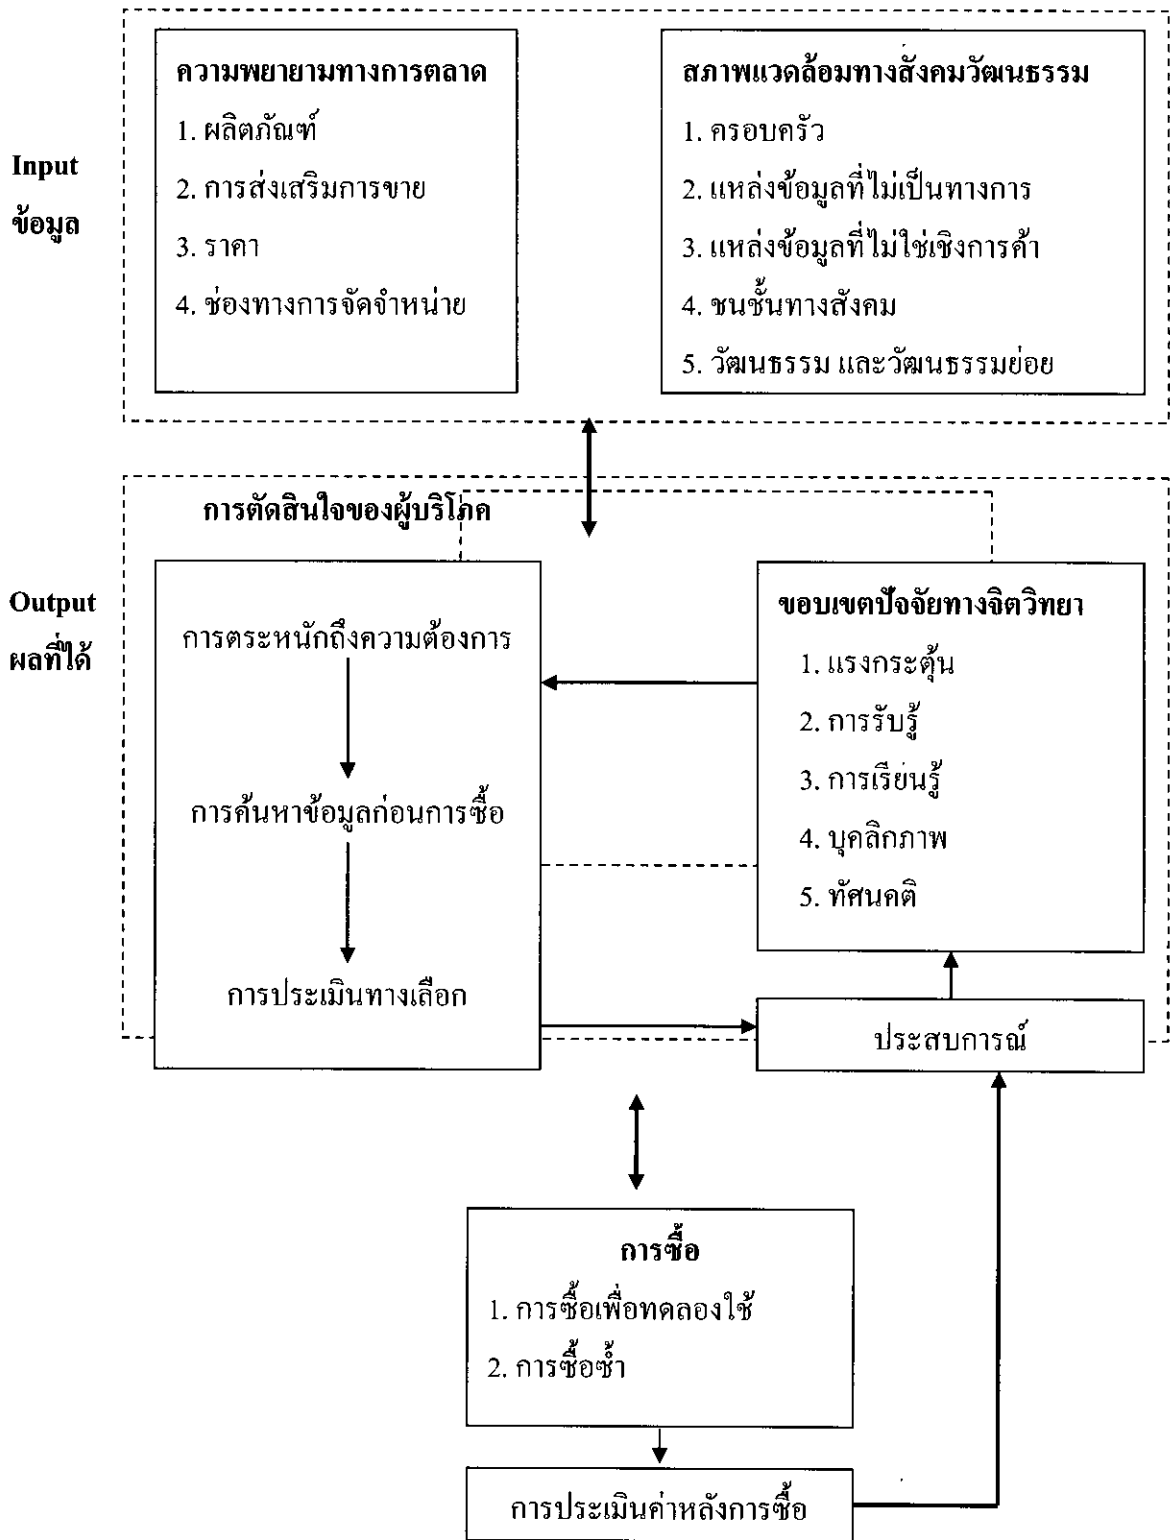 Input
ข้อมูล
ความพยายามทางการตลาด
1. ผลิตภัณฑ์
2. การส่งเสริมการขาย
3. ราคา
4. ช่องทางการจัดจำหน่าย
สภาพแวดล้อมทางสังคมวัฒนธรรม
1. ครอบครัว
2. แหล่งข้อมูลที่ไม่เป็นทางการ
3. แหล่งข้อมูลที่ไม่ใช่เชิงการค้า
4. ชนชั้นทางสังคม
5. วัฒนธรรม และวัฒนธรรมย่อย
Output
ผลที่ได้
การตัดสินใจของผู้บริโภค
การตระหนักถึงความต้องการ
การค้นหาข้อมูลก่อนการซื้อ
การประเมินทางเลือก
ขอบเขตปัจจัยทางจิตวิทยา
1. แรงกระตุ้น
2. การรับรู้
3. การเรียนรู้
4. บุคลิกภาพ
5. ทัศนคติ
ประสบการณ์
การซื้อ
1. การซื้อเพื่อทดลองใช้
2. การซื้อซ้ำ
การประเมินค่าหลังการซื้อ